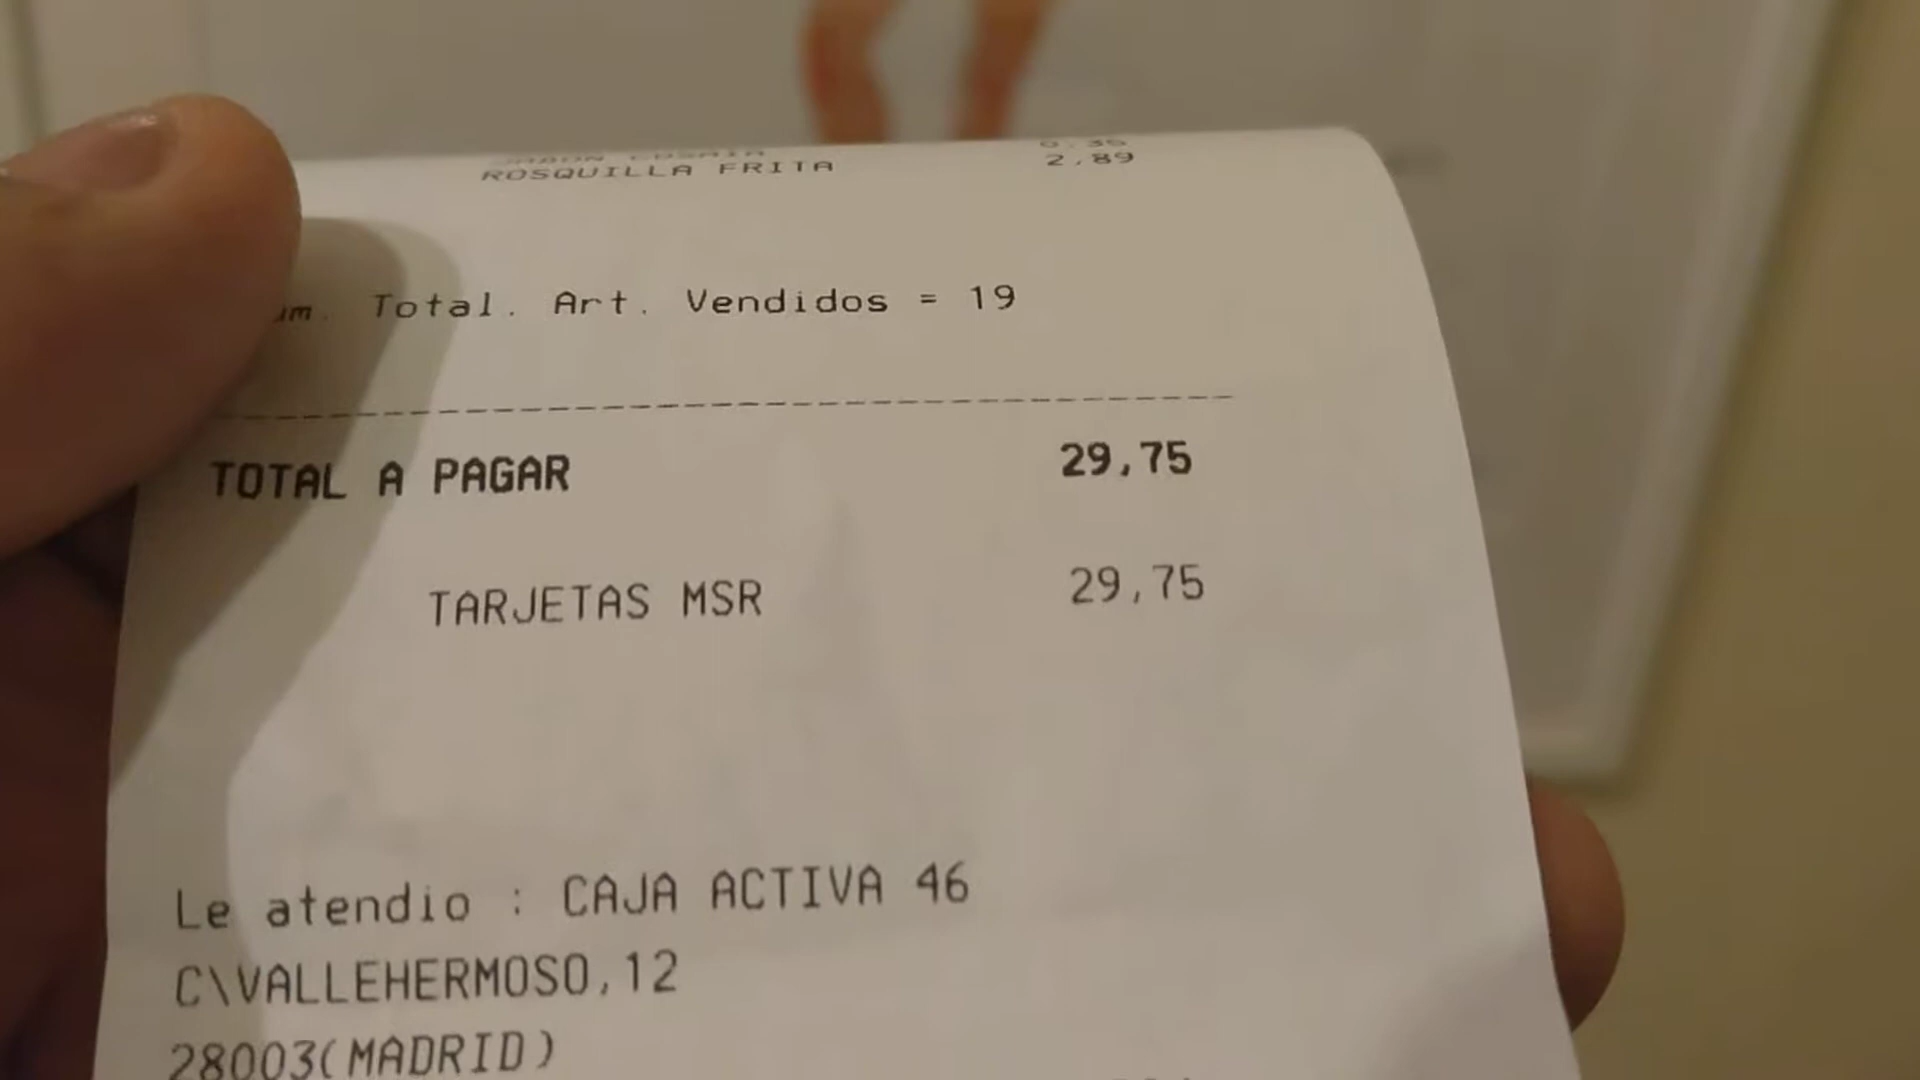 ROSQUILLA FRITA 2,89
Total. Art. Vendidos = 19
TOTAL A PAGAR 29,75
TARJETAS MSR 29,75
Le atendio : CAJA ACTIVA 46
C\VALLEHERMOSO,12
28003(MADRID)